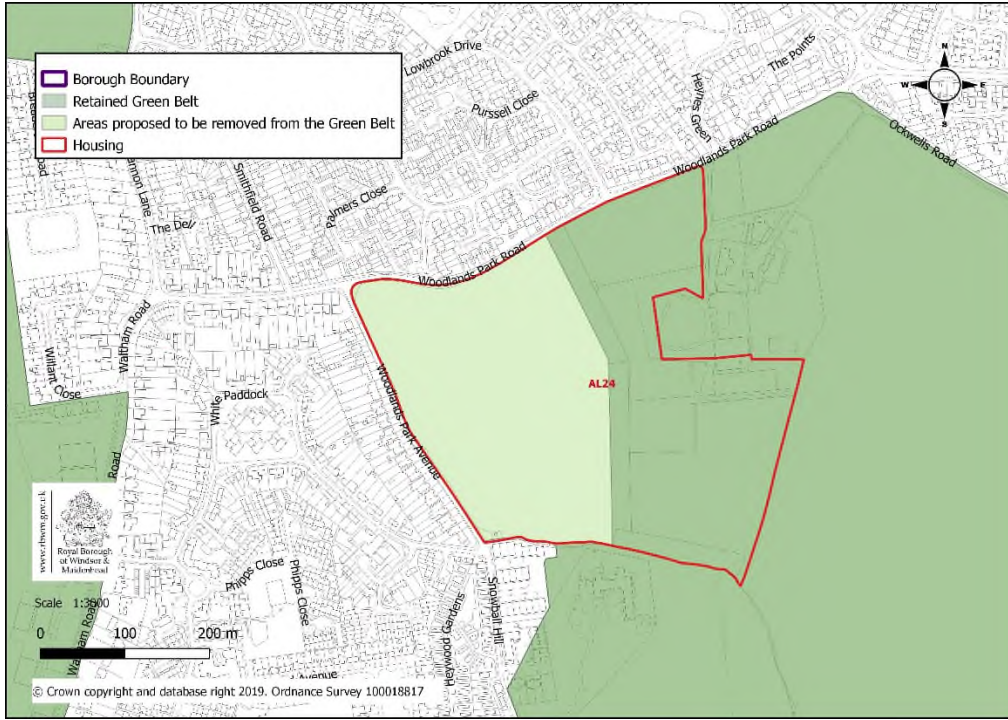 Borough Boundary
Retained Green Belt
Areas proposed to be removed from the Green Belt
Housing
Lowbrook Drive
Purssell Close
The Points
Heynes Green
N
W E
S
Ockwells Road
Woodlands Park Road
Smithfield Road
Palmers Close
The Dell
Woodlands Park Road
Waltham Road
Willant Close
White Paddock
Woodlands Park Avenue
AL24
Road
www.rbwm.gov.uk
Royal Borough
of Windsor &
Maidenhead
Phipps Close
Phipps Close
Snowball Hill
Heywood Gardens
Scale 1:3000
0 100 200 m
© Crown copyright and database right 2019. Ordnance Survey 100018817